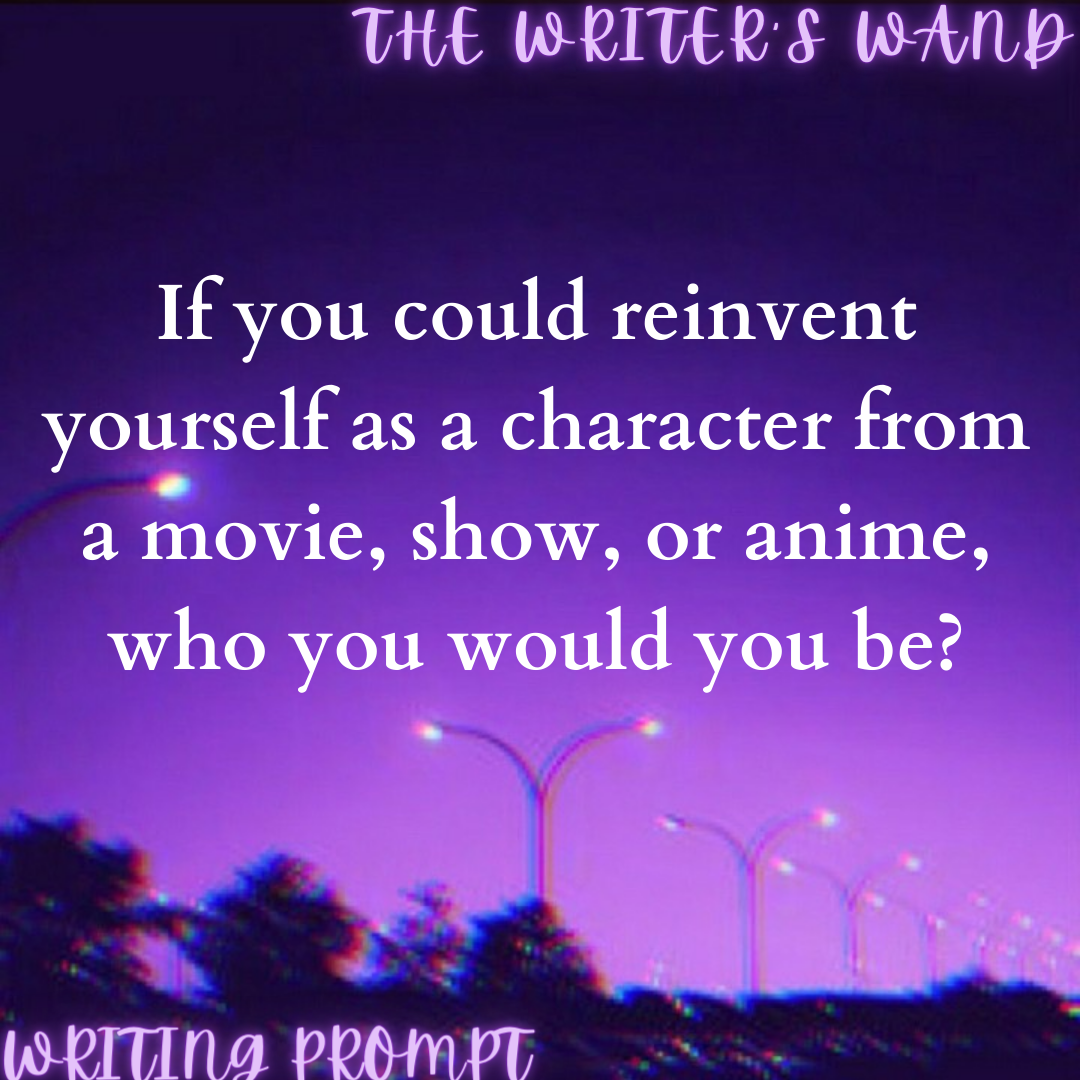 THE WRITER'S WAND
If you could reinvent
yourself as a character from
a movie, show, or anime,
who you would you be?
WRITING PROMPT